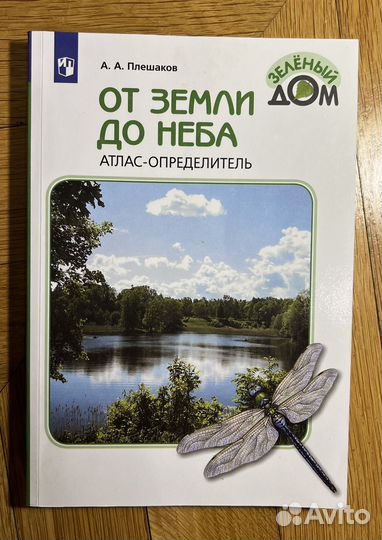 А. А. Плешаков
ЗЕЛЁНЫЙ
ДОМ
ОТ ЗЕМЛИ
ДО НЕБА
АТЛАС-ОПРЕДЕЛИТЕЛЬ
Avito